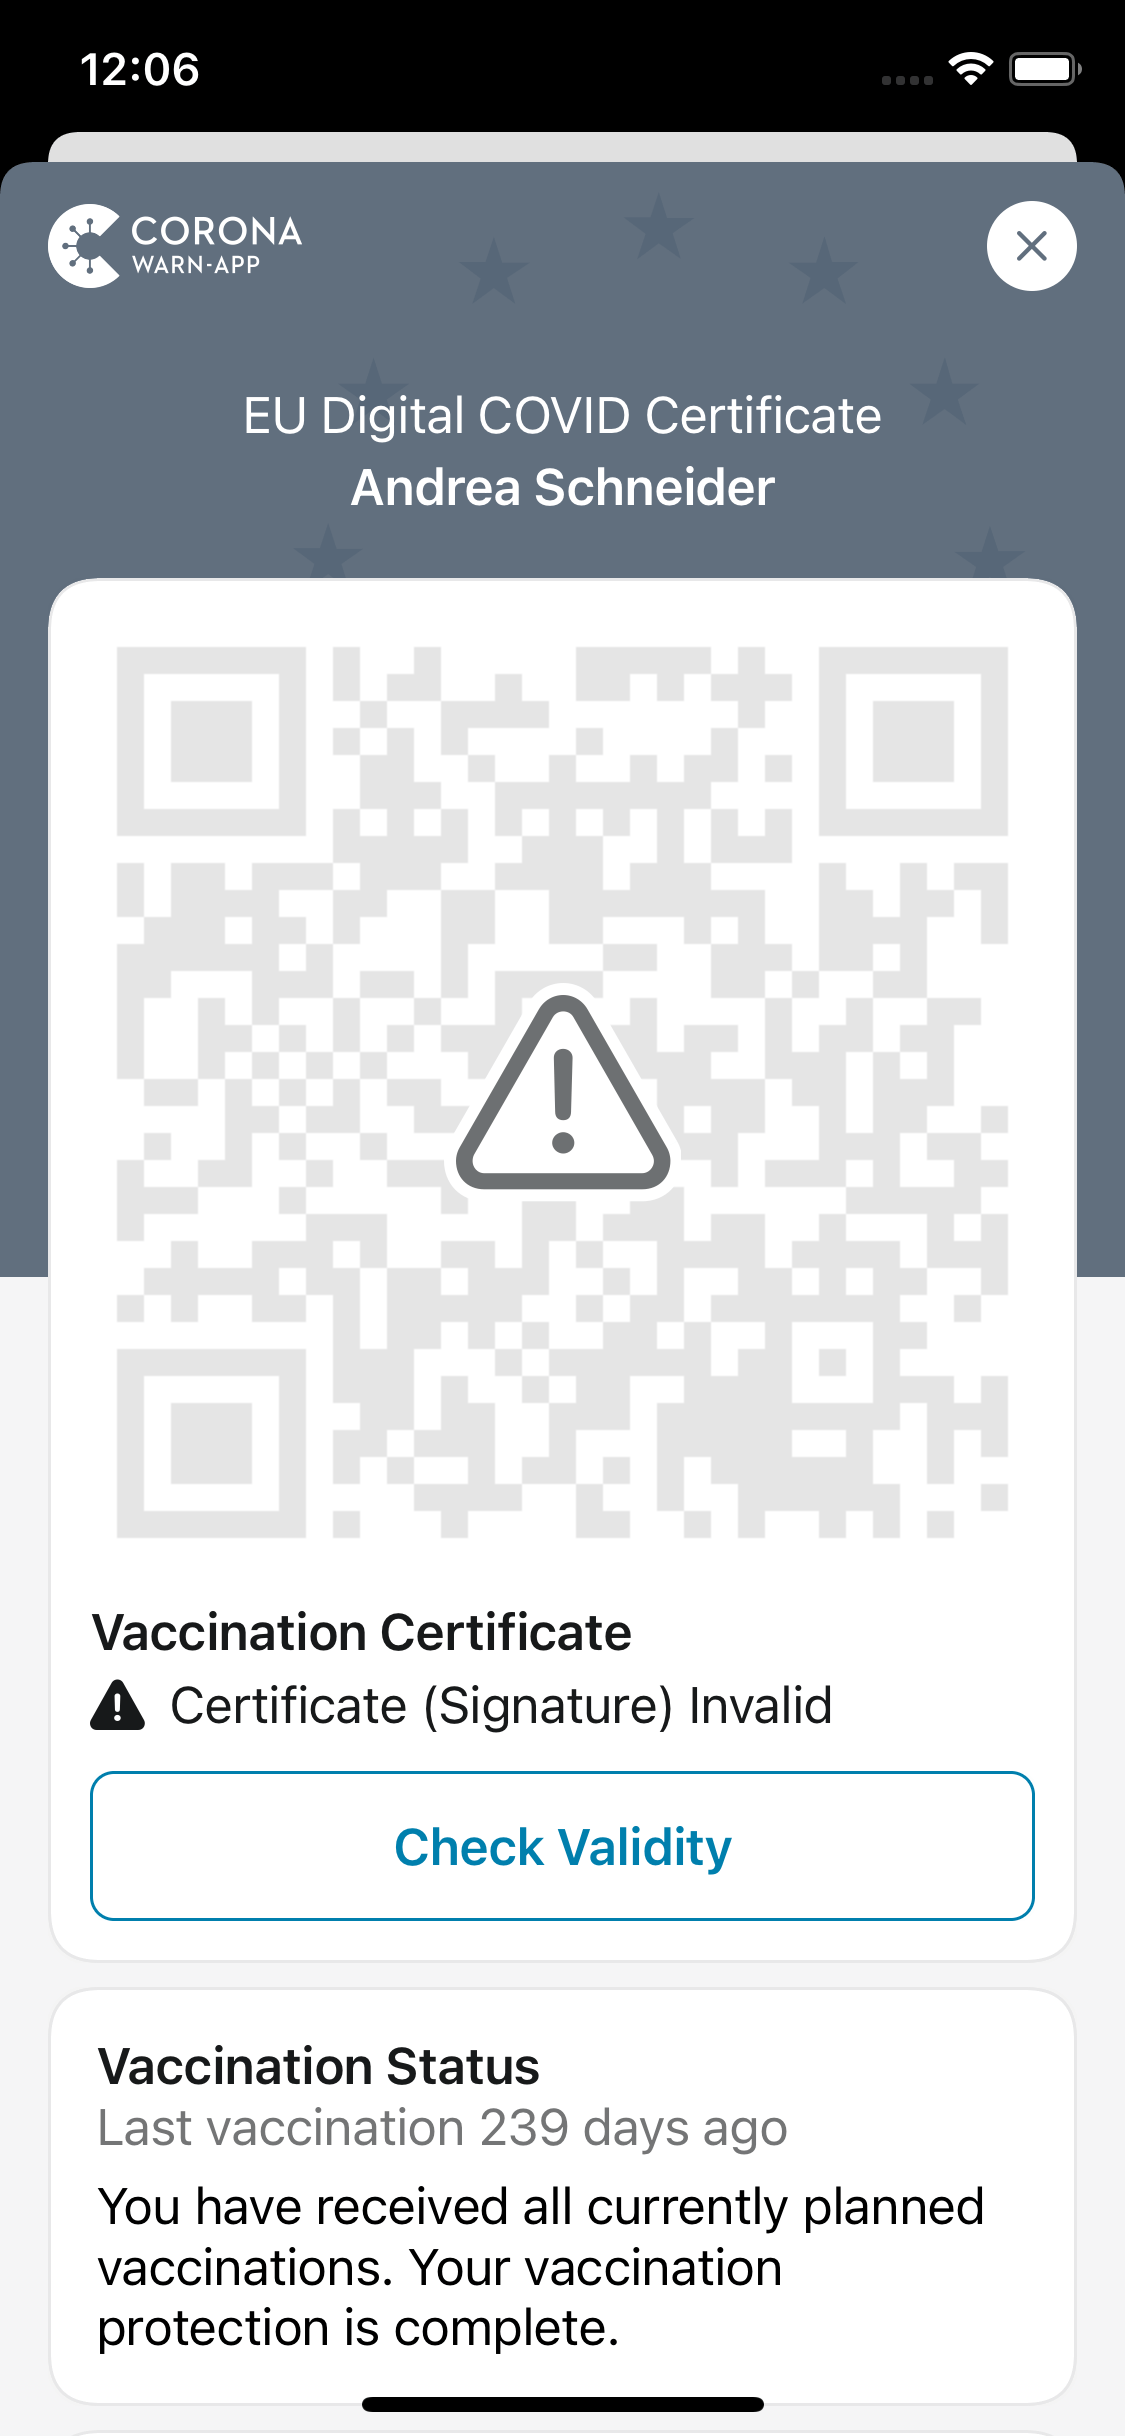 12:06
CORONA
WARN-APP
EU Digital COVID Certificate
Andrea Schneider
Vaccination Certificate
Certificate (Signature) Invalid
Check Validity
Vaccination Status
Last vaccination 239 days ago
You have received all currently planned
vaccinations. Your vaccination
protection is complete.